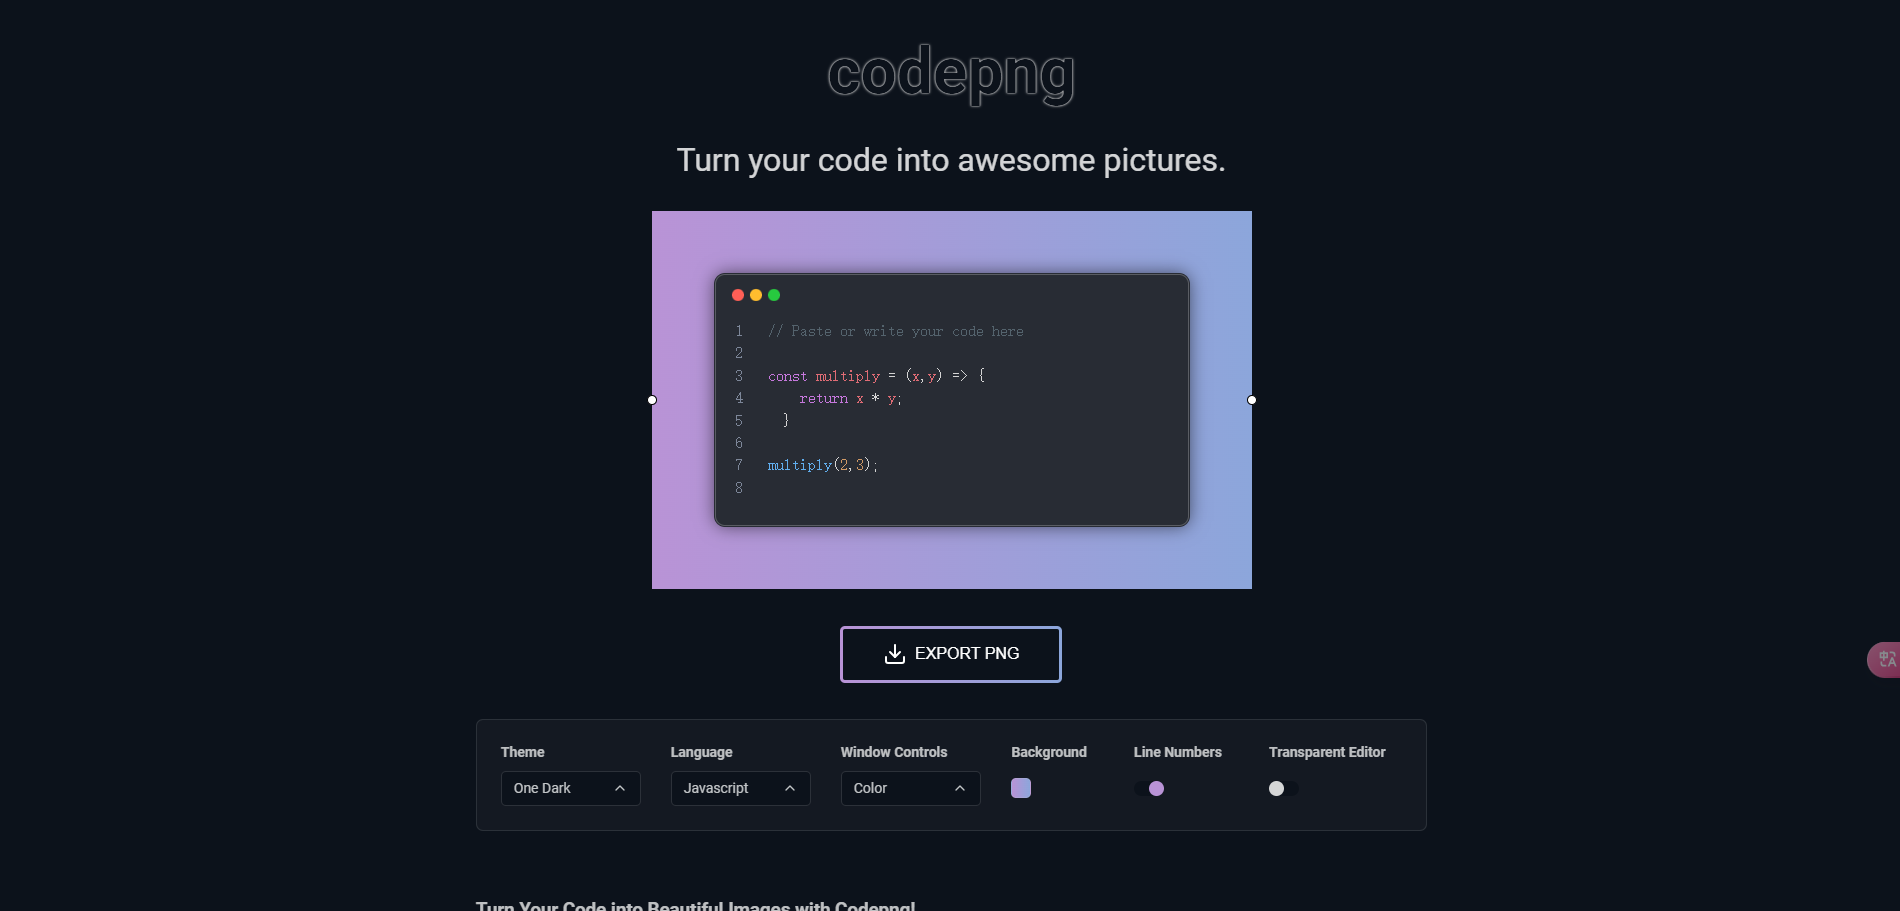 codepng
Turn your code into awesome pictures.
1 // Paste or write your code here
2
3 const multiply = (x,y) => {
4 return x * y;
5 }
6
7 multiply(2,3);
8
EXPORT PNG
Theme Language Window Controls Background Line Numbers Transparent Editor
One Dark Javascript Color
中 A
Turn Your Code into Beautiful Images with Codepng!